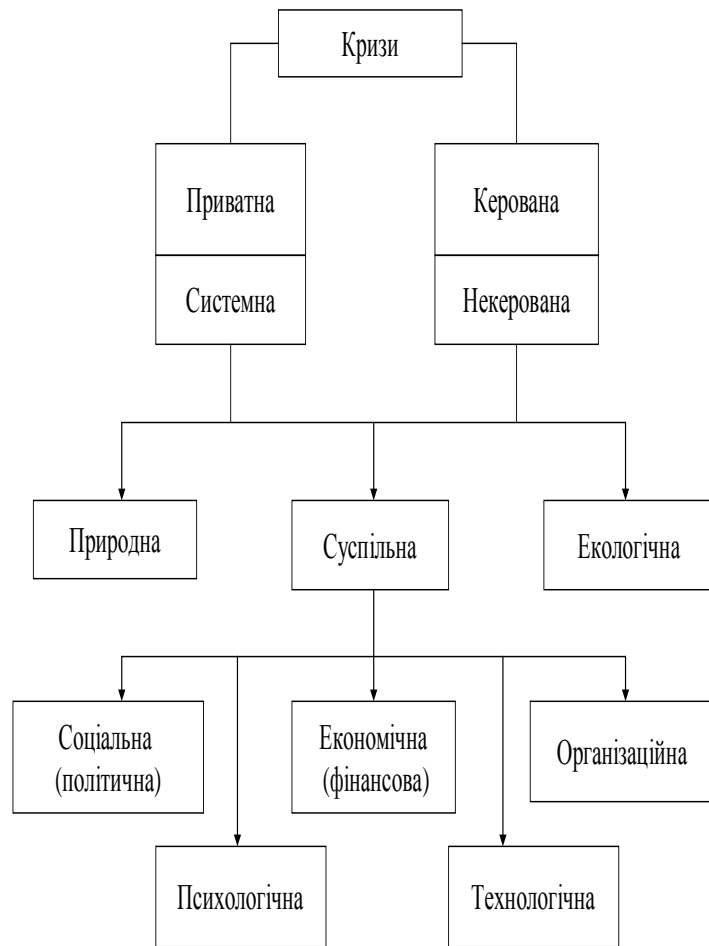 Кризи
Приватна
Керована
Системна
Некерована
Природна
Суспільна
Екологічна
Соціальна
(політична)
Економічна
(фінансова)
Організаційна
Психологічна
Технологічна